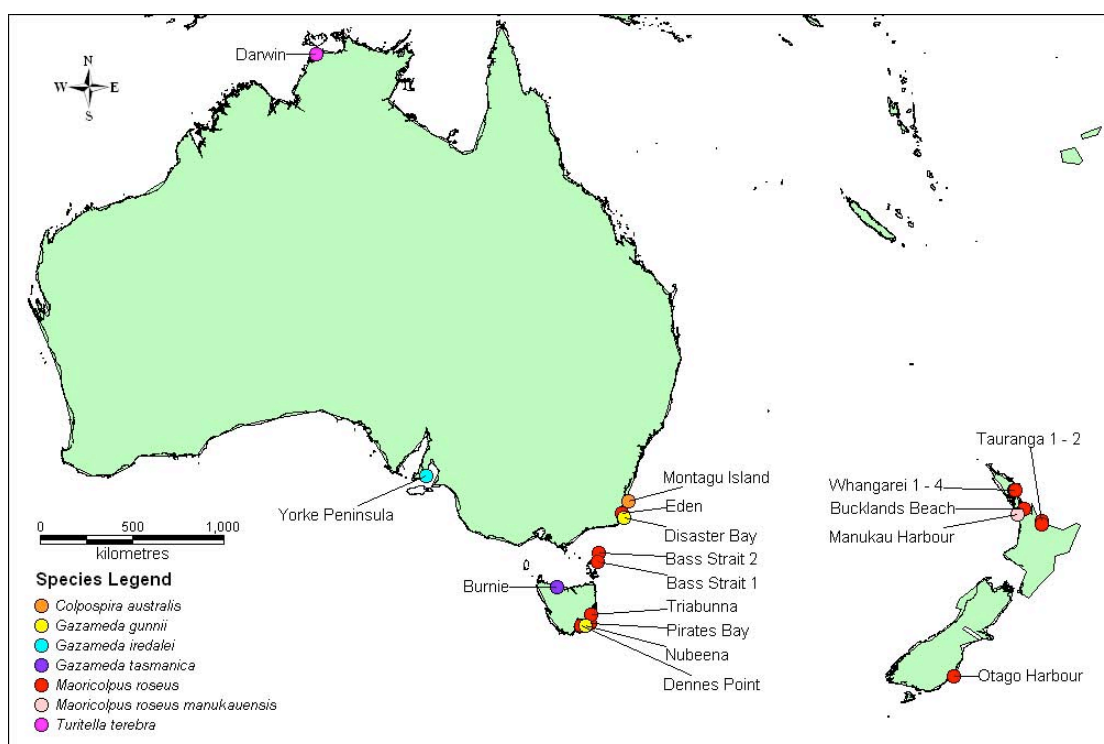 Darwin
N
W E
S
Tauranga 1 - 2
Montagu Island
Whangarei 1 - 4
Eden
Bucklands Beach
Yorke Peninsula
Disaster Bay
Manukau Harbour
0 500 1,000
kilometres
Bass Strait 2
Bass Strait 1
Species Legend
Burnie
Colpospira australis
Triabunna
Gazameda gunnii
Pirates Bay
Gazameda iredalei
Nubeena
Gazameda tasmanica
Dennes Point
Otago Harbour
Maoricolpus roseus
Maoricolpus roseus manukauensis
Turitella terebra